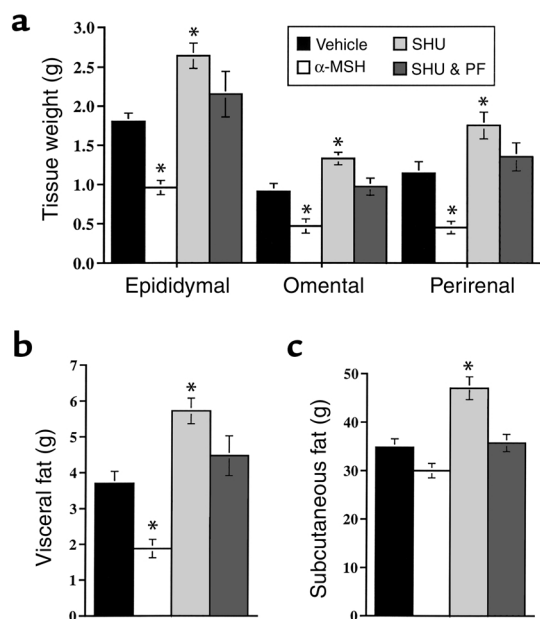 a
Tissue weight (g)
3.0
2.5
2.0
1.5
1.0
0.5
0.0
Vehicle
α-MSH
SHU
SHU & PF
*
*
*
*
*
*
Epididymal
Omental
Perirenal
b
Visceral fat (g)
7
6
5
4
3
2
1
0
*
*
c
Subcutaneous fat (g)
50
40
30
20
10
0
*